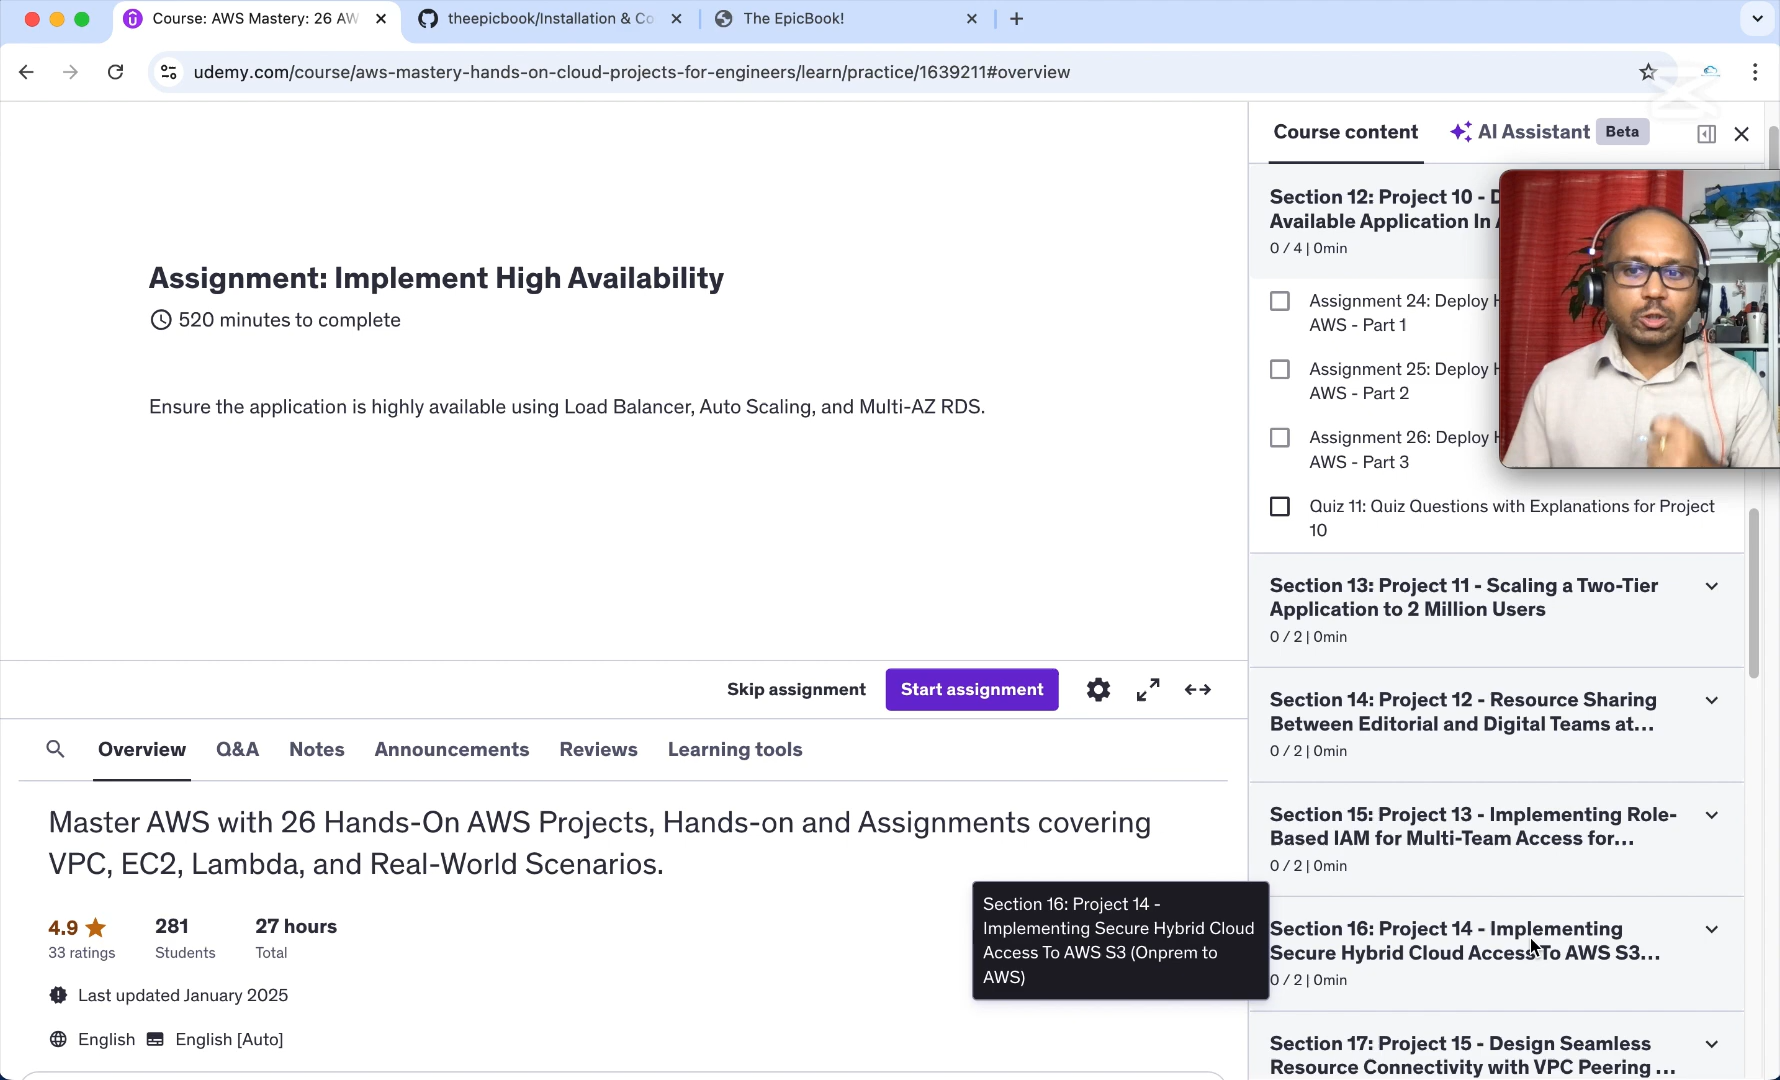 Course: AWS Mastery: 26 AW
theepicbook/Installation & Co
The EpicBook!
udemy.com/course/aws-mastery-hands-on-cloud-projects-for-engineers/learn/practice/1639211#overview
Assignment: Implement High Availability
520 minutes to complete
Ensure the application is highly available using Load Balancer, Auto Scaling, and Multi-AZ RDS.
Skip assignment
Start assignment
Overview
Q&A
Notes
Announcements
Reviews
Learning tools
Master AWS with 26 Hands-On AWS Projects, Hands-on and Assignments covering
VPC, EC2, Lambda, and Real-World Scenarios.
4.9
281
27 hours
33 ratings
Students
Total
Last updated January 2025
English
English [Auto]
Section 16: Project 14 -
Implementing Secure Hybrid Cloud
Access To AWS S3 (Onprem to
AWS)
Course content
AI Assistant
Beta
Section 12: Project 10 - D
Available Application In
0 / 4 | 0min
Assignment 24: Deploy H
AWS - Part 1
Assignment 25: Deploy H
AWS - Part 2
Assignment 26: Deploy H
AWS - Part 3
Quiz 11: Quiz Questions with Explanations for Project
10
Section 13: Project 11 - Scaling a Two-Tier
Application to 2 Million Users
0 / 2 | 0min
Section 14: Project 12 - Resource Sharing
Between Editorial and Digital Teams at...
0 / 2 | 0min
Section 15: Project 13 - Implementing Role-
Based IAM for Multi-Team Access for...
0 / 2 | 0min
Section 16: Project 14 - Implementing
Secure Hybrid Cloud Access To AWS S3...
0 / 2 | 0min
Section 17: Project 15 - Design Seamless
Resource Connectivity with VPC Peering ...